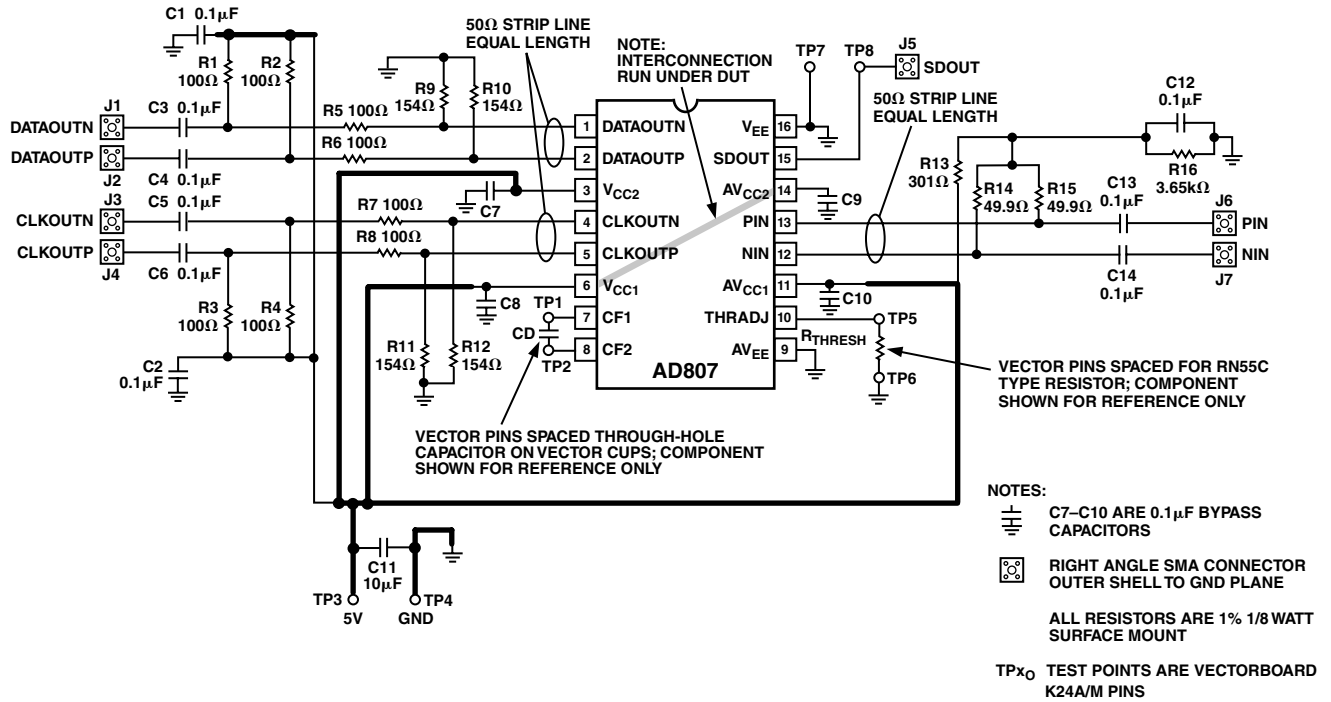 C1 0.1μF
R1
100Ω
R2
100Ω
50Ω STRIP LINE
EQUAL LENGTH
NOTE:
INTERCONNECTION
RUN UNDER DUT
TP7
TP8
J5
SDOUT
C12
0.1μF
R16
3.65kΩ
J1
DATAOUTN
C3
0.1μF
R5 100Ω
R9
154Ω
R10
154Ω
DATAOUTP
J2
C4 0.1μF
R6 100Ω
50Ω STRIP LINE
EQUAL LENGTH
R13
301Ω
R14
49.9Ω
R15
49.9Ω
C13
0.1μF
J6
PIN
J3
CLKOUTN
C5 0.1μF
R7 100Ω
C7
CLKOUTP
J4
C6 0.1μF
R8 100Ω
C14
0.1μF
NIN
J7
1 DATAOUTN
2 DATAOUTP
3 VCC2
4 CLKOUTN
5 CLKOUTP
6 VCC1
7 CF1
8 CF2
VEE 16
SDOUT 15
AVCC2 14
PIN 13
NIN 12
AVCC1 11
THRADJ 10
AVEE 9
AD807
C9
C8
C10
R3
100Ω
R4
100Ω
C2
0.1μF
R11
154Ω
R12
154Ω
TP1
CD
TP2
RTHRESH
TP5
TP6
VECTOR PINS SPACED FOR RN55C
TYPE RESISTOR; COMPONENT
SHOWN FOR REFERENCE ONLY
VECTOR PINS SPACED THROUGH-HOLE
CAPACITOR ON VECTOR CUPS; COMPONENT
SHOWN FOR REFERENCE ONLY
C11
10μF
TP3
5V
TP4
GND
NOTES:
C7–C10 ARE 0.1μF BYPASS
CAPACITORS
RIGHT ANGLE SMA CONNECTOR
OUTER SHELL TO GND PLANE
ALL RESISTORS ARE 1% 1/8 WATT
SURFACE MOUNT
TPxO TEST POINTS ARE VECTORBOARD
K24A/M PINS